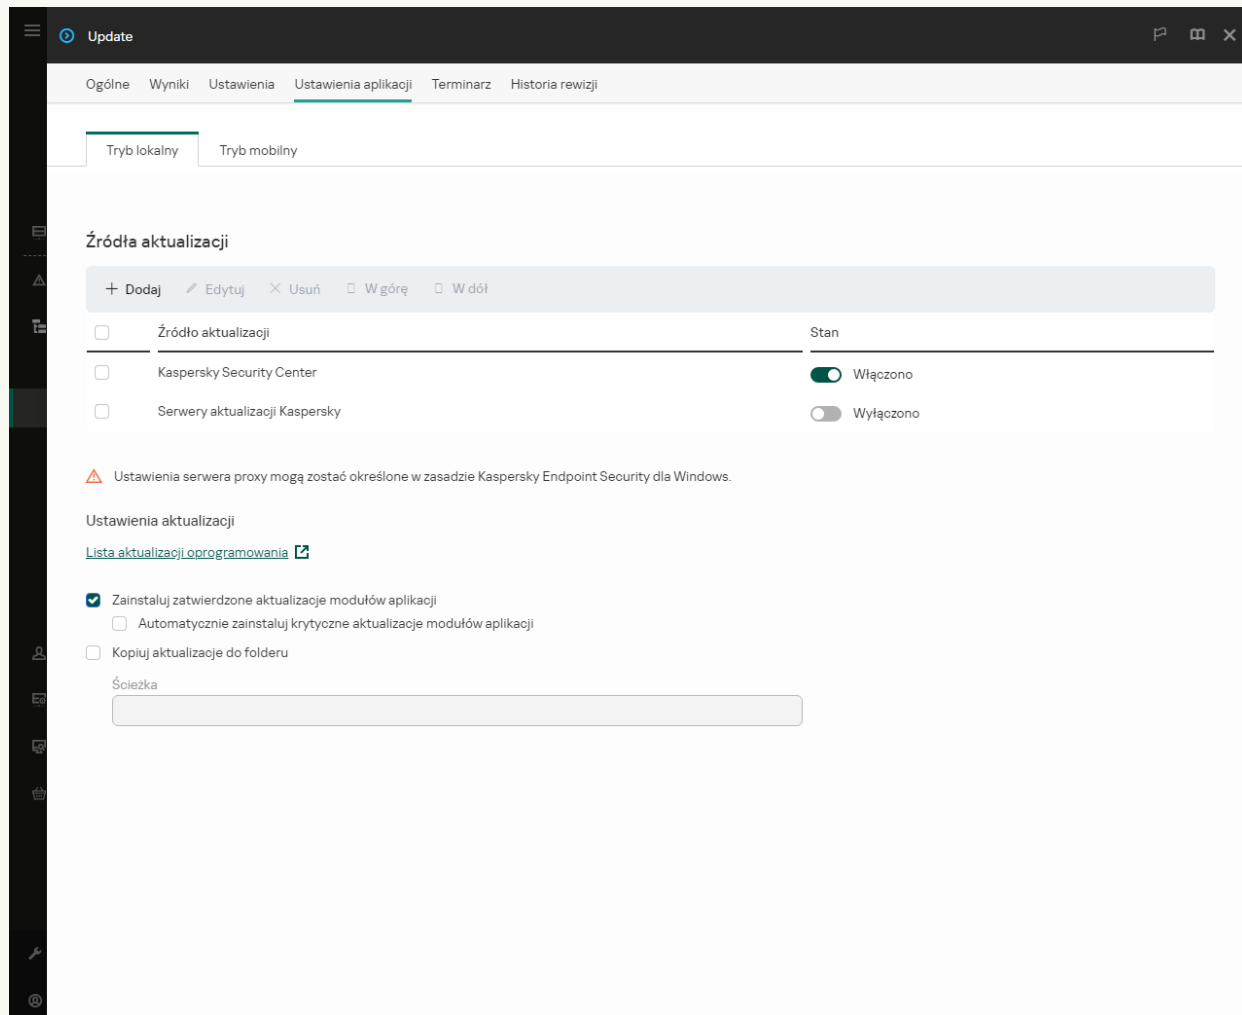 Update
Ogólne Wyniki Ustawienia Ustawienia aplikacji Terminarz Historia rewizji
Tryb lokalny Tryb mobilny
Źródła aktualizacji
Dodaj Edytuj Usuń W górę W dół
Źródło aktualizacji Stan
Kaspersky Security Center Włączono
Serwery aktualizacji Kaspersky Wyłączono
Ustawienia serwera proxy mogą zostać określone w zasadzie Kaspersky Endpoint Security dla Windows.
Ustawienia aktualizacji
Lista aktualizacji oprogramowania
Zainstaluj zatwierdzone aktualizacje modułów aplikacji
Automatycznie zainstaluj krytyczne aktualizacje modułów aplikacji
Kopiuj aktualizacje do folderu
Ścieżka